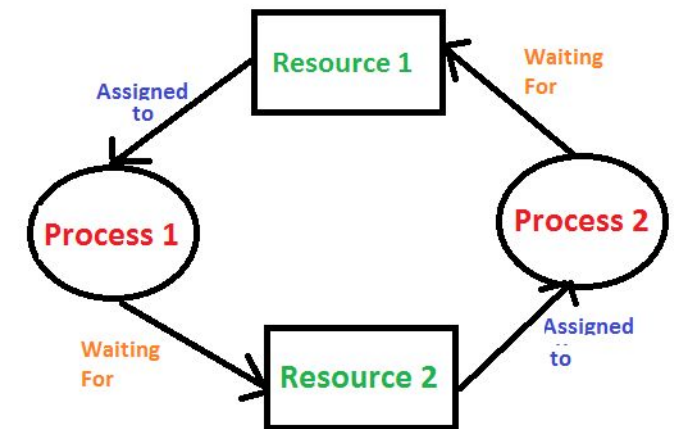 Resource 1
Waiting
For
Assigned
to
Process 1
Process 2
Assigned
to
Waiting
For
Resource 2